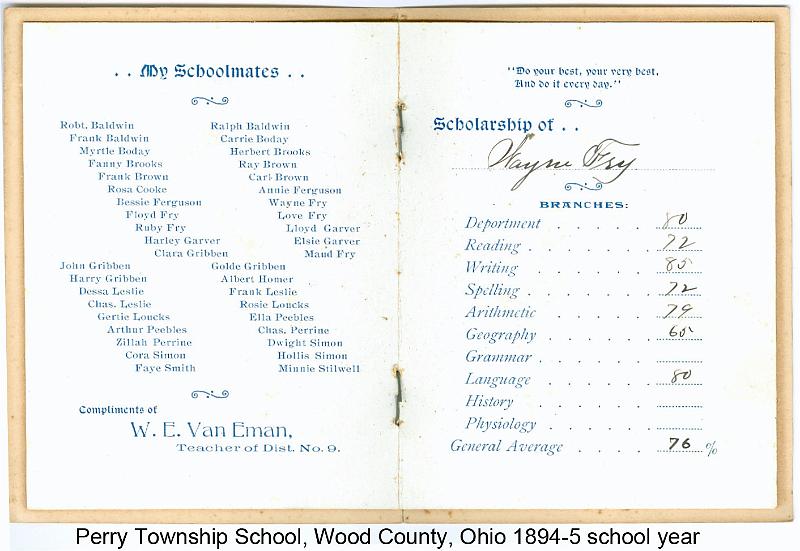 . . My Schoolmates . .
Robt. Baldwin Ralph Baldwin
Frank Baldwin Carrie Boday
Myrtle Boday Herbert Brooks
Fanny Brooks Ray Brown
Frank Brown Carl Brown
Rosa Cooke Annie Ferguson
Bessie Ferguson Wayne Fry
Floyd Fry Love Fry
Ruby Fry Lloyd Garver
Harley Garver Elsie Garver
Clara Gribben Maud Fry
John Gribben Golde Gribben
Harry Gribben Albert Homer
Dessa Leslie Frank Leslie
Chas. Leslie Rosie Loucks
Gertie Loucks Ella Peebles
Arthur Peebles Chas. Perrine
Zillah Perrine Dwight Simon
Cora Simon Hollis Simon
Faye Smith Minnie Stilwell
Compliments of
W. E. Van Eman,
Teacher of Dist. No. 9.
"Do your best, your very best,
And do it every day."
Scholarship of . .
Wayne Fry
BRANCHES:
Deportment . . . . . 80
Reading . . . . . . 72
Writing . . . . . 85
Spelling . . . . . . 72
Arithmetic . . . . . 79
Geography . . . . . 65
Grammar . . . . . .
Language . . . . . 80
History . . . . .
Physiology . . . . .
General Average . . . . 76 %
Perry Township School, Wood County, Ohio 1894-5 school year